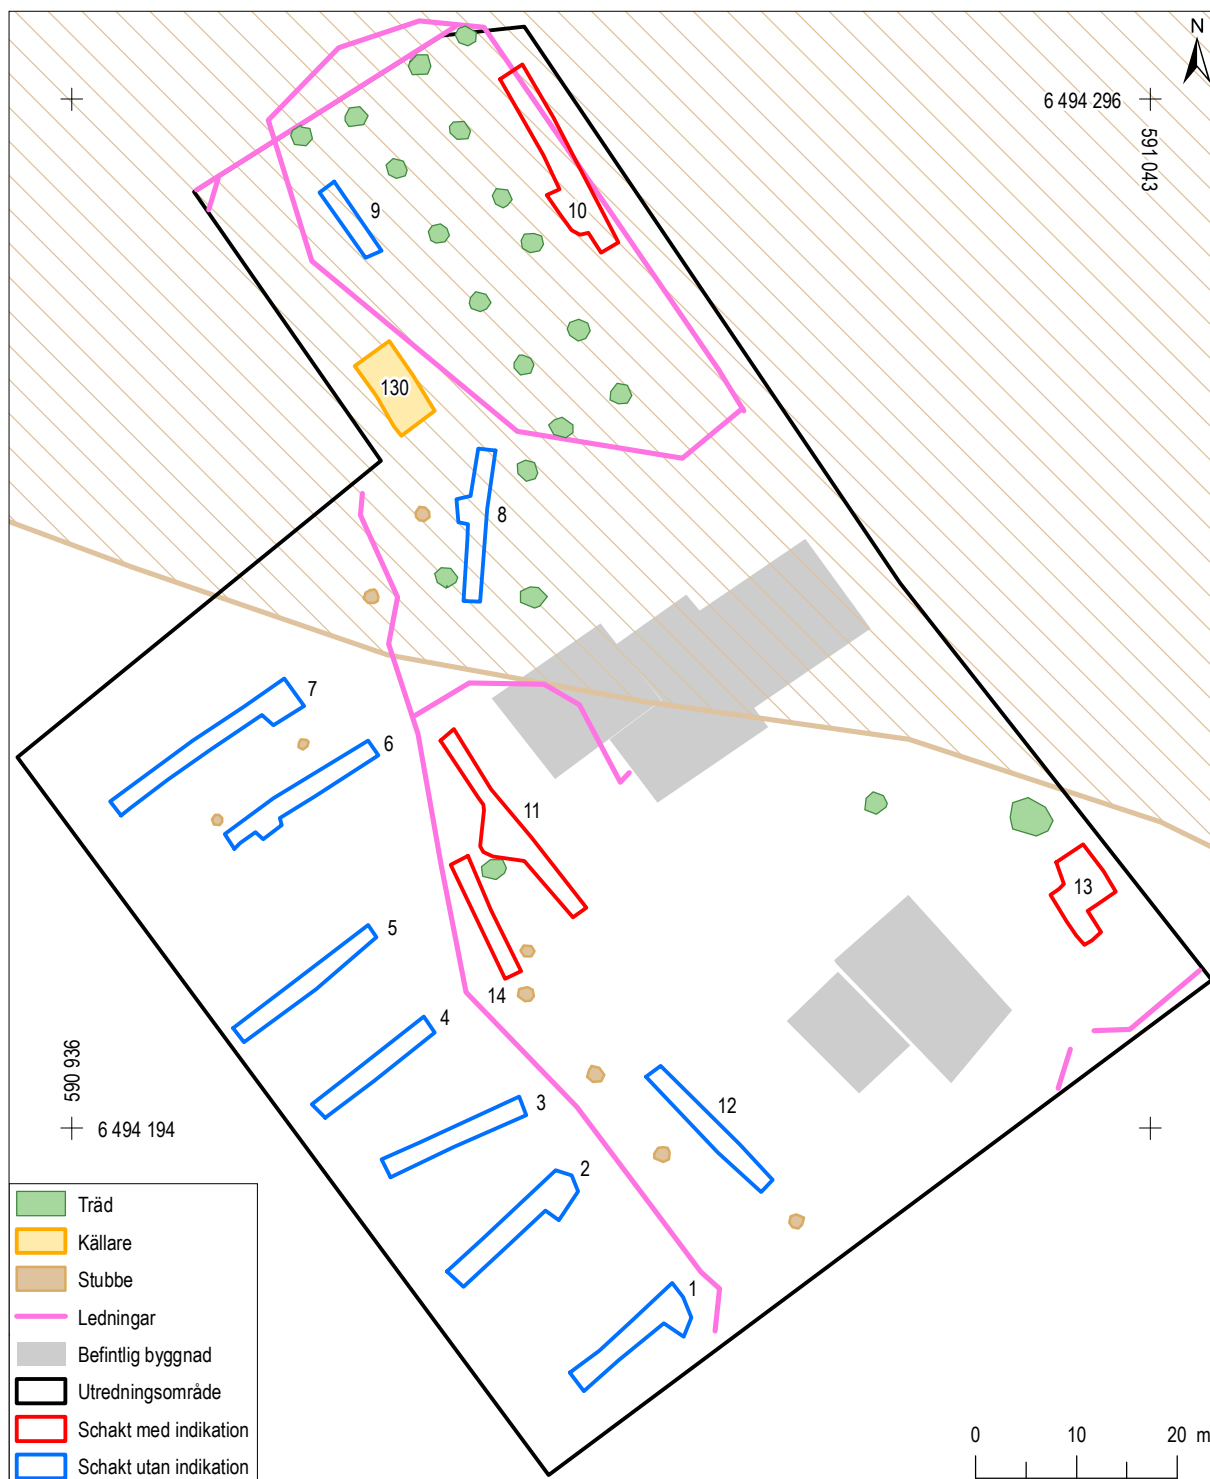 N
6 494 296
591 043
9
10
130
8
7
6
11
13
5
14
4
590 936
6 494 194
3
12
2
1
Träd
Källare
Stubbe
Ledningar
Befintlig byggnad
Utredningsområde
Schakt med indikation
Schakt utan indikation
0 10 20 m